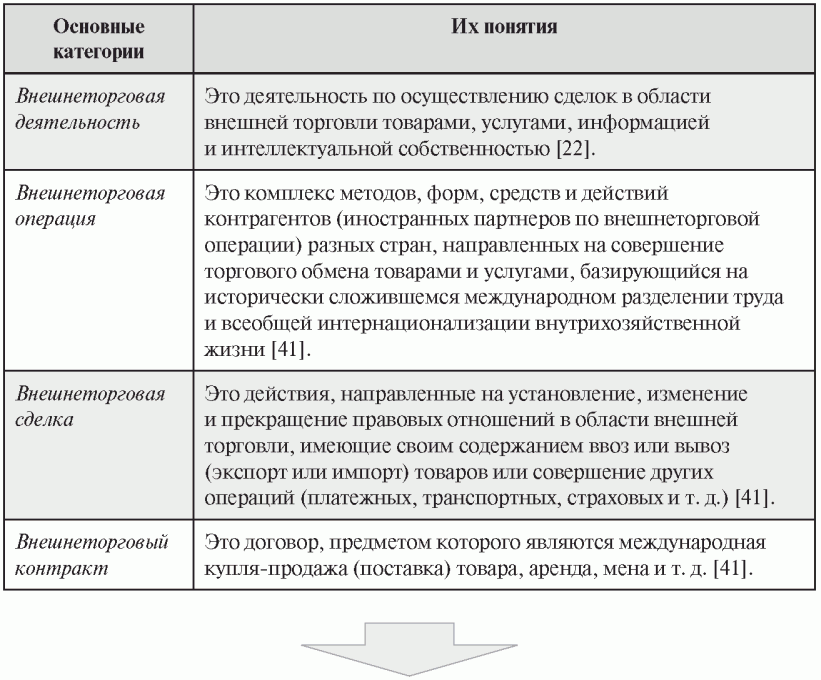 Основные
категории
Их понятия
Внешнеторговая
деятельность
Это деятельность по осуществлению сделок в области
внешней торговли товарами, услугами, информацией
и интеллектуальной собственностью [22].
Внешнеторговая
операция
Это комплекс методов, форм, средств и действий
контрагентов (иностранных партнеров по внешнеторговой
операции) разных стран, направленных на совершение
торгового обмена товарами и услугами, базирующийся на
исторически сложившемся международном разделении труда
и всеобщей интернационализации внутрихозяйственной
жизни [41].
Внешнеторговая
сделка
Это действия, направленные на установление, изменение
и прекращение правовых отношений в области внешней
торговли, имеющие своим содержанием ввоз или вывоз
(экспорт или импорт) товаров или совершение других
операций (платежных, транспортных, страховых и т. д.) [41].
Внешнеторговый
контракт
Это договор, предметом которого являются международная
купля-продажа (поставка) товара, аренда, мена и т. д. [41].